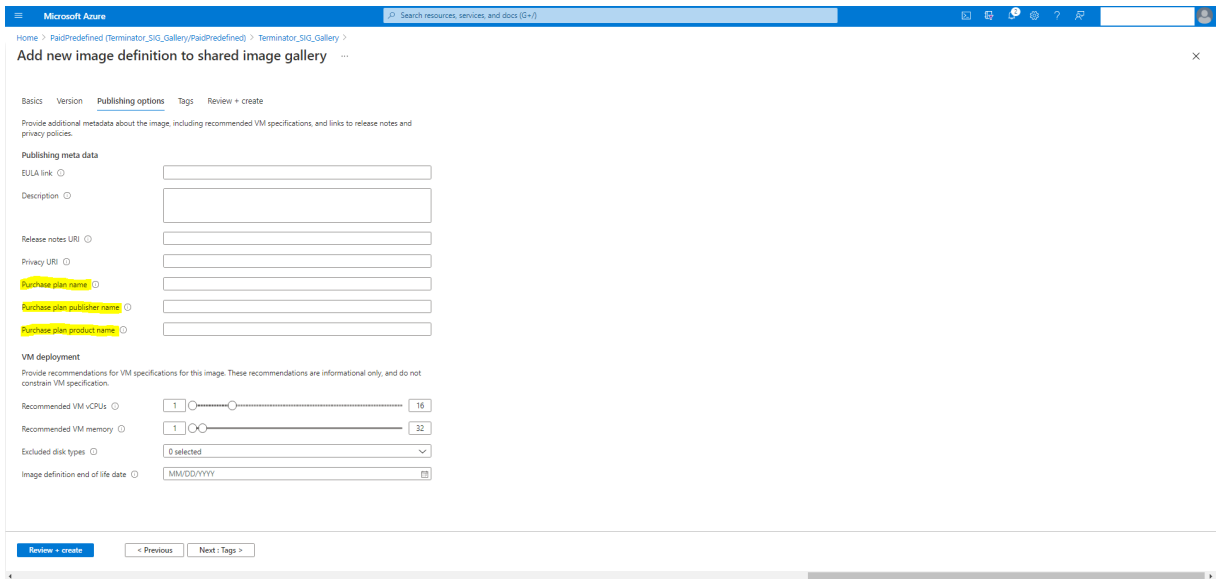 Microsoft Azure
Search resources, services, and docs (G+/)
2
Home > PaidPredefined (Terminator_SIG_Gallery/PaidPredefined) > Terminator_SIG_Gallery >
Add new image definition to shared image gallery ...
Basics Version Publishing options Tags Review + create
Provide additional metadata about the image, including recommended VM specifications, and links to release notes and
privacy policies.
Publishing meta data
EULA link
Description
Release notes URI
Privacy URI
Purchase plan name
Purchase plan publisher name
Purchase plan product name
VM deployment
Provide recommendations for VM specifications for this image. These recommendations are informational only, and do not
constrain VM specification.
Recommended VM vCPUs 1 16
Recommended VM memory 1 32
Excluded disk types 0 selected
Image definition end of life date MM/DD/YYYY
Review + create < Previous Next : Tags >